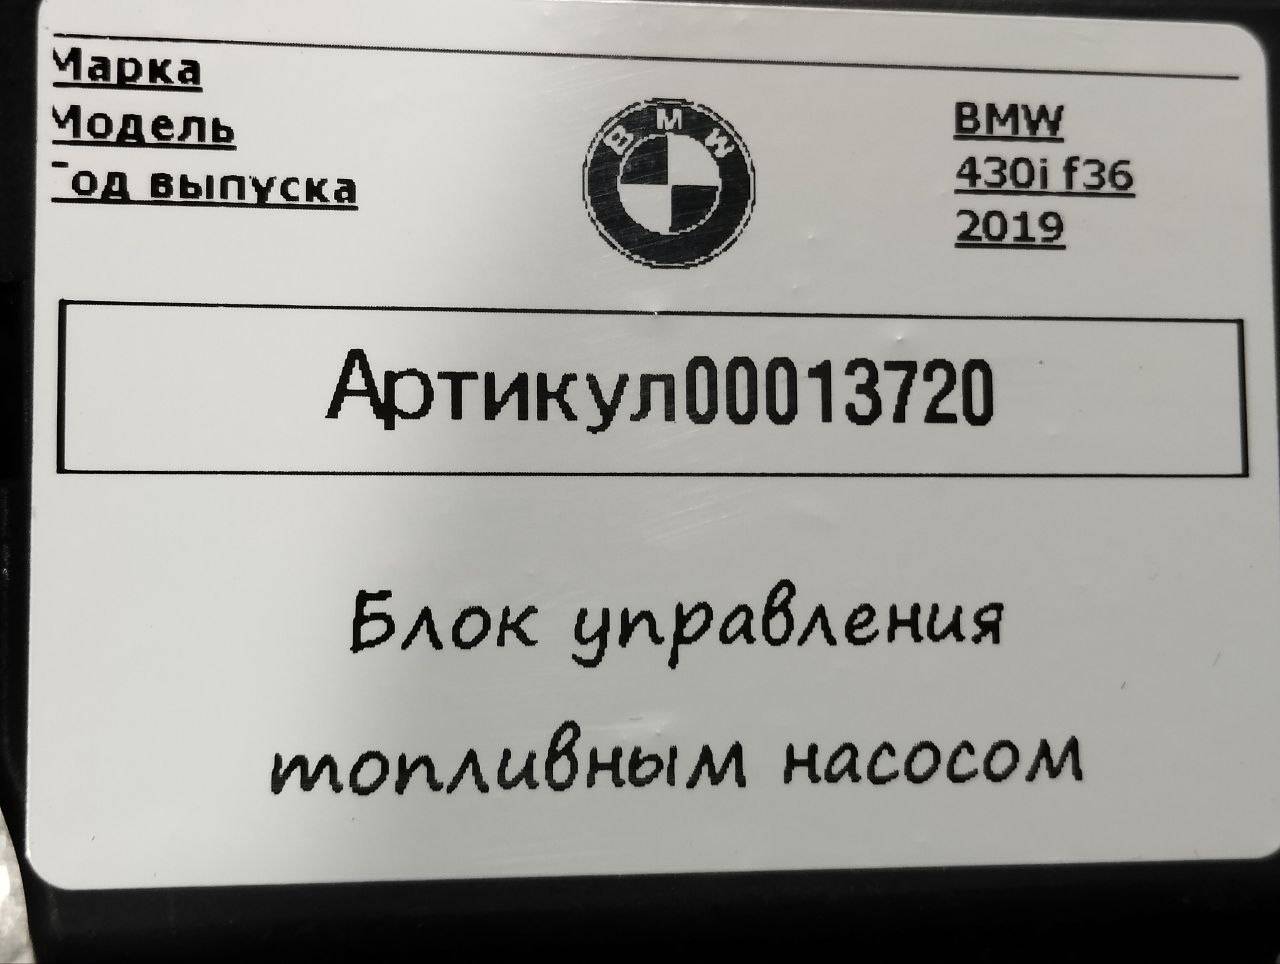 Марка
BMW
Модель
430i f36
Год выпуска
2019
BMW
Артикул00013720
Блок управления
топливным насосом